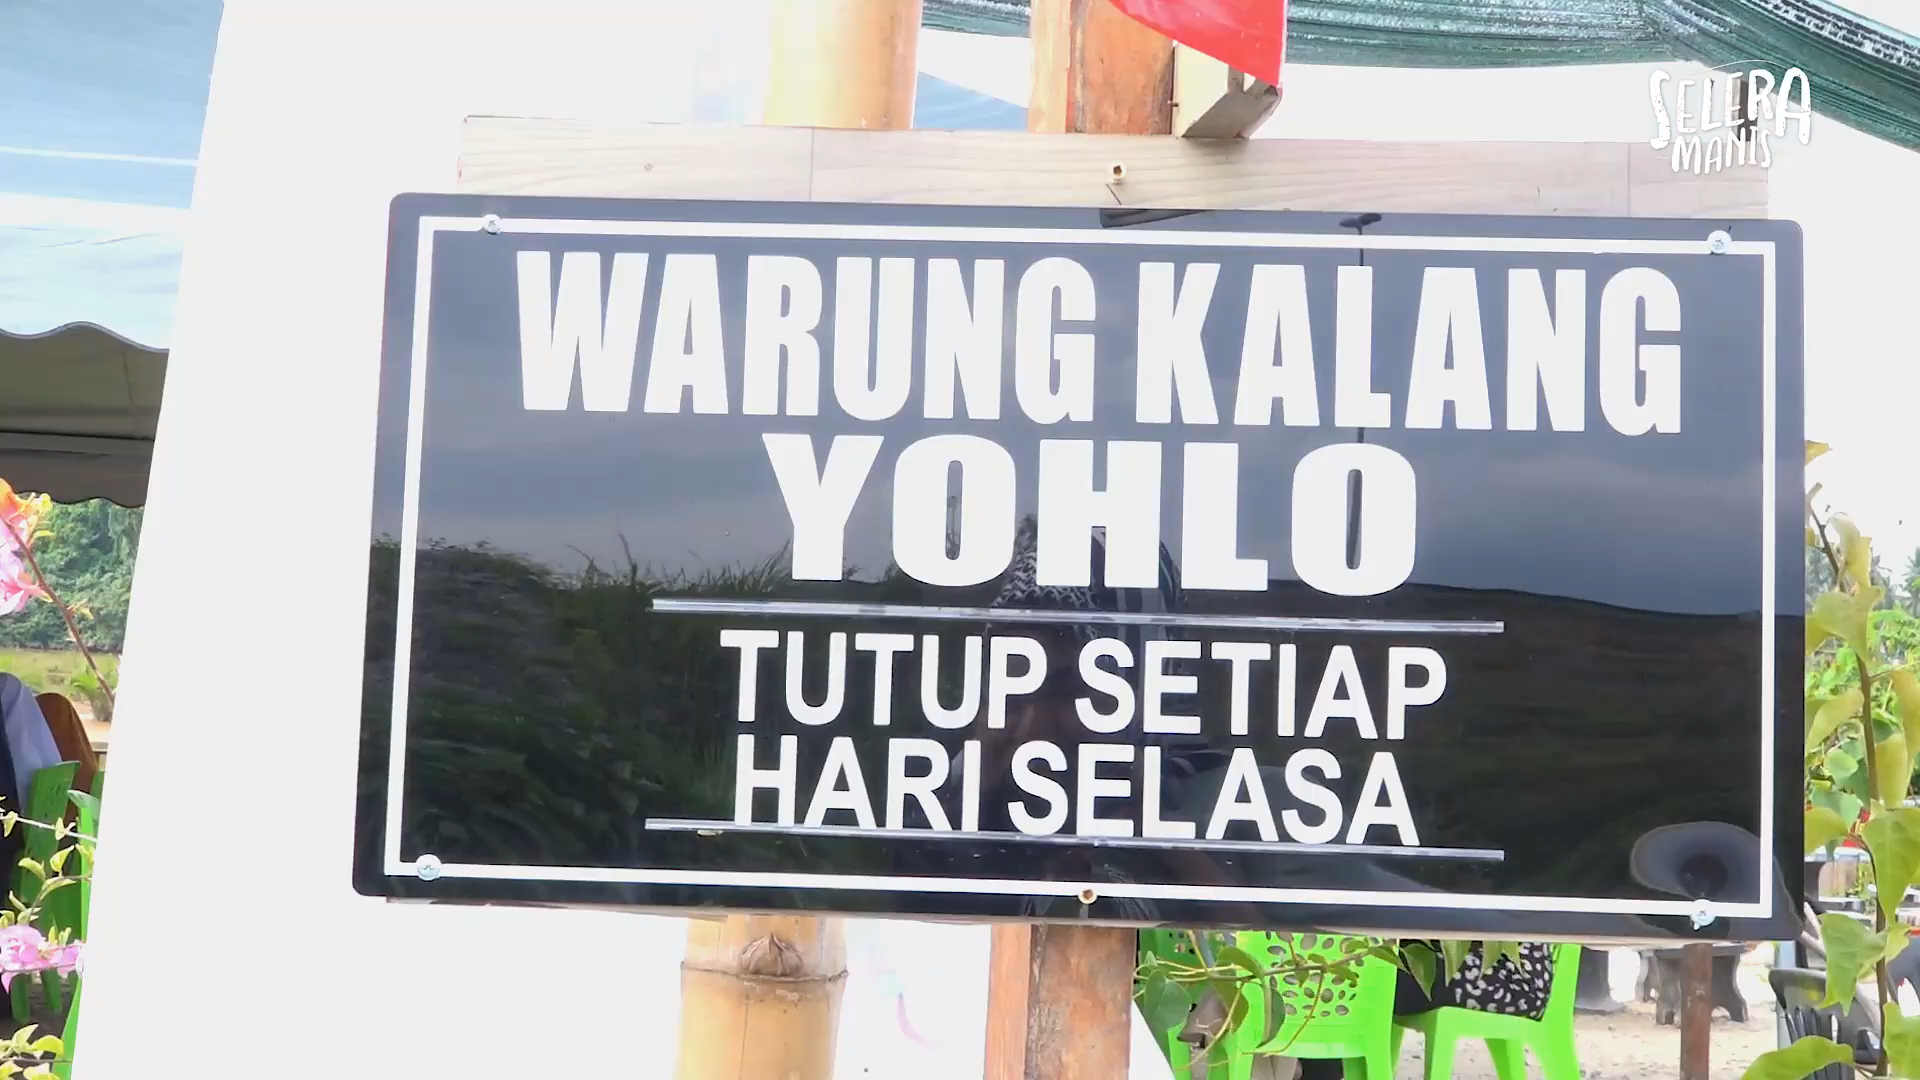 SELERA
MANIS
WARUNG KALANG
YOHLO
TUTUP SETIAP
HARI SELASA